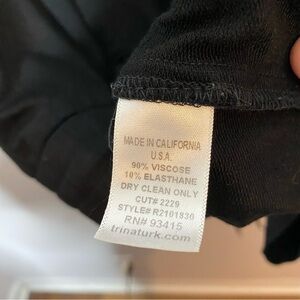 MADE IN CALIFORNIA
U.S.A.
90% VISCOSE
10% ELASTHANE
DRY CLEAN ONLY
CUT# 2229
STYLE# R2101830
RN# 93415
trinaturk.com